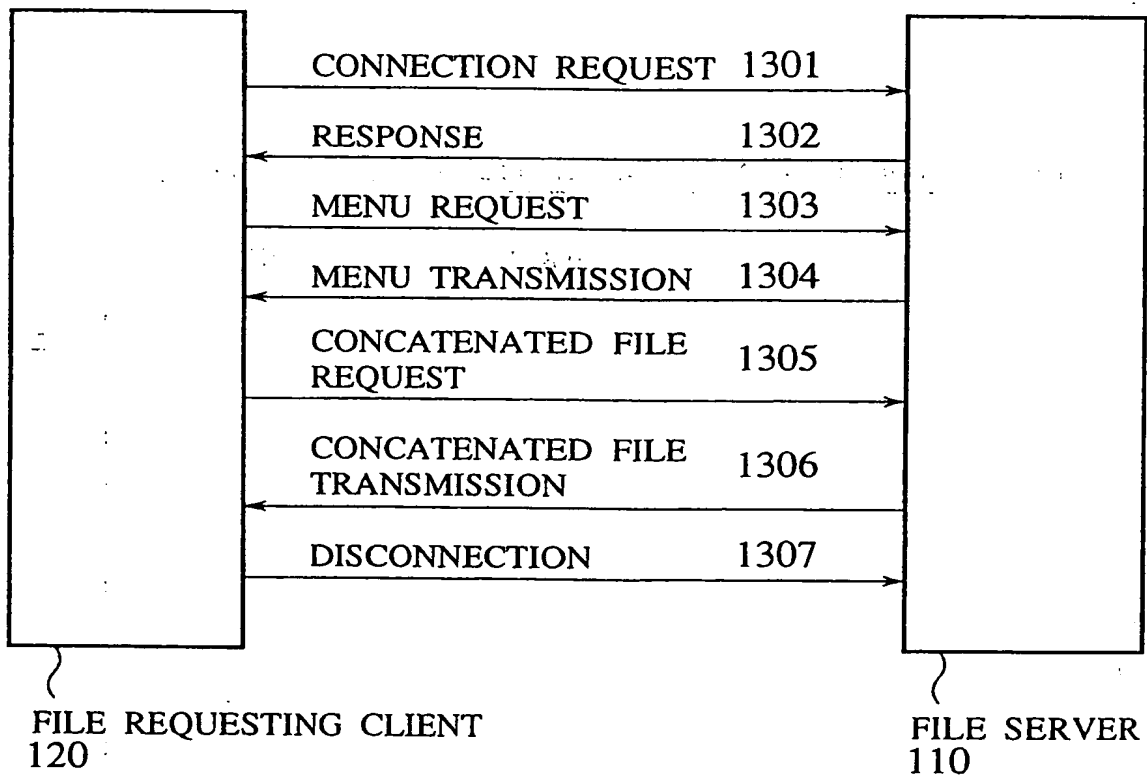 CONNECTION REQUEST 1301
RESPONSE 1302
MENU REQUEST 1303
MENU TRANSMISSION 1304
CONCATENATED FILE
REQUEST 1305
CONCATENATED FILE
TRANSMISSION 1306
DISCONNECTION 1307
FILE REQUESTING CLIENT
120
FILE SERVER
110